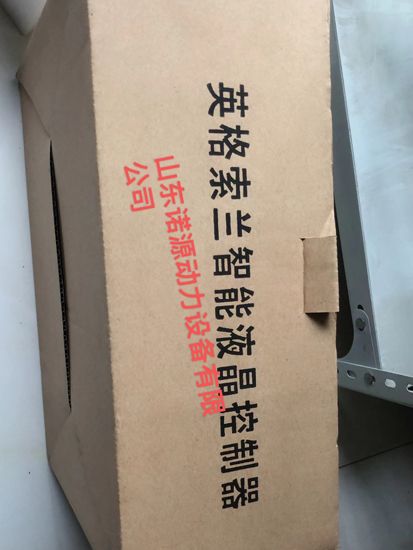 英格索兰智能液晶控制器
山东诺源动力设备有限
公司